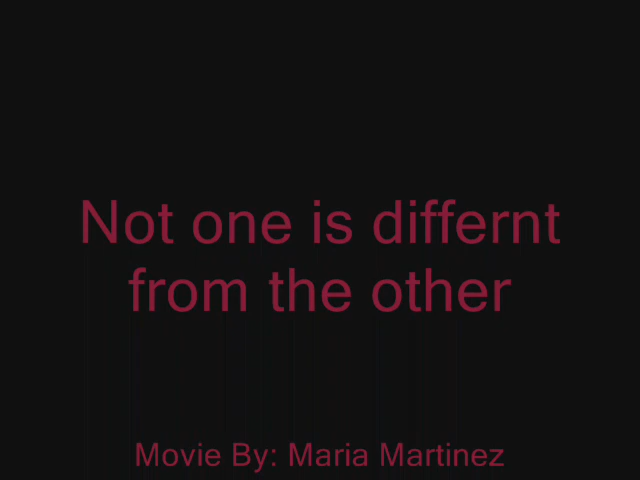 Not one is differnt
from the other
Movie By: Maria Martinez